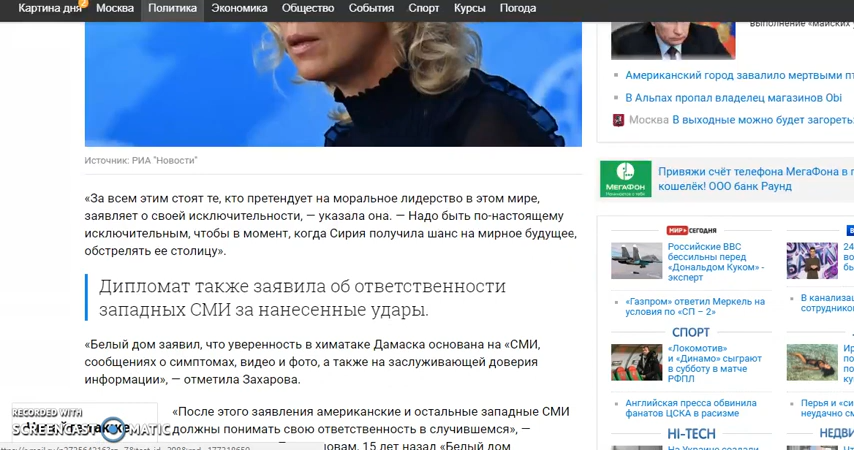 Картина дня
Москва
Политика
Экономика
Общество
События
Спорт
Курсы
Погода
Источник: РИА "Новости"
«За всем этим стоят те, кто претендует на моральное лидерство в этом мире,
заявляет о своей исключительности, — указала она. — Надо быть по-настоящему
исключительным, чтобы в момент, когда Сирия получила шанс на мирное будущее,
обстрелять ее столицу».
Дипломат также заявила об ответственности
западных СМИ за нанесенные удары.
«Белый дом заявил, что уверенность в химатаке Дамаска основана на «СМИ,
сообщениях о симптомах, видео и фото, а также на заслуживающей доверия
информации», — отметила Захарова.
«После этого заявления американские и остальные западные СМИ
должны понимать свою ответственность в случившемся», —
15 лет назад «Белый дом
RECORDED WITH
SCREENCAST MATIC
выполнение «майских
Американский город завалило мертвыми
В Альпах пропал владелец магазинов Obi
Москва В выходные можно будет
МЕГАФОН
Привяжи счёт телефона МегаФона в
кошелёк! ООО банк Раунд
МИР СЕГОДНЯ
Российские ВВС
бессильны перед
«Дональдом Куком» -
эксперт
«Газпром» ответил Меркель на
условия по «СП – 2»
СПОРТ
«Локомотив»
и «Динамо» сыграют
в субботу в матче
РФПЛ
Английская пресса обвинила
фанатов ЦСКА в расизме
HI-TECH
На Украине создали
24
В
Перья и
неудачно